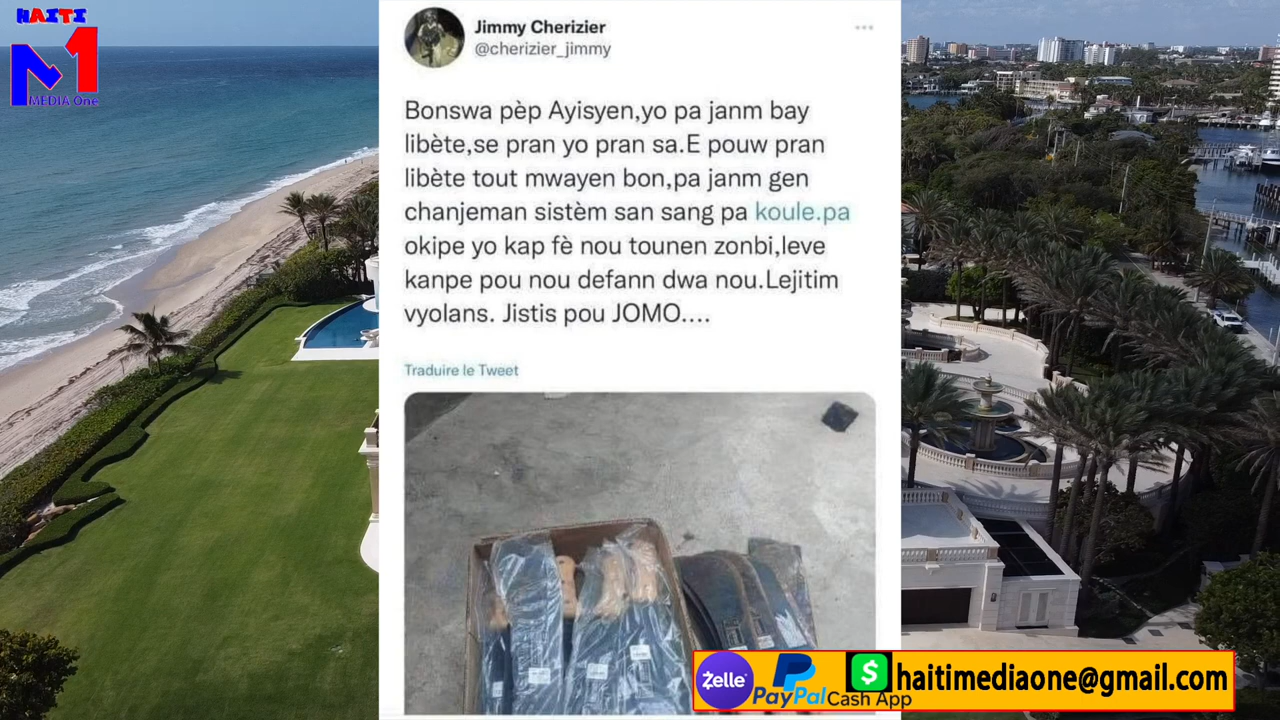 HAITI
M1
MEDIA One
Jimmy Cherizier
@cherizier_jimmy
Bonswa pèp Ayisyen,yo pa janm bay
libète,se pran yo pran sa.E pouw pran
libète tout mwayen bon,pa janm gen
chanjeman sistèm san sang pa koule.pa
okipe yo kap fè nou tounen zonbi,leve
kanpe pou nou defann dwa nou.Lejitim
vyolans. Jistis pou JOMO....
Traduire le Tweet
Zelle
PayPal
$
Cash App
haitimediaone@gmail.com